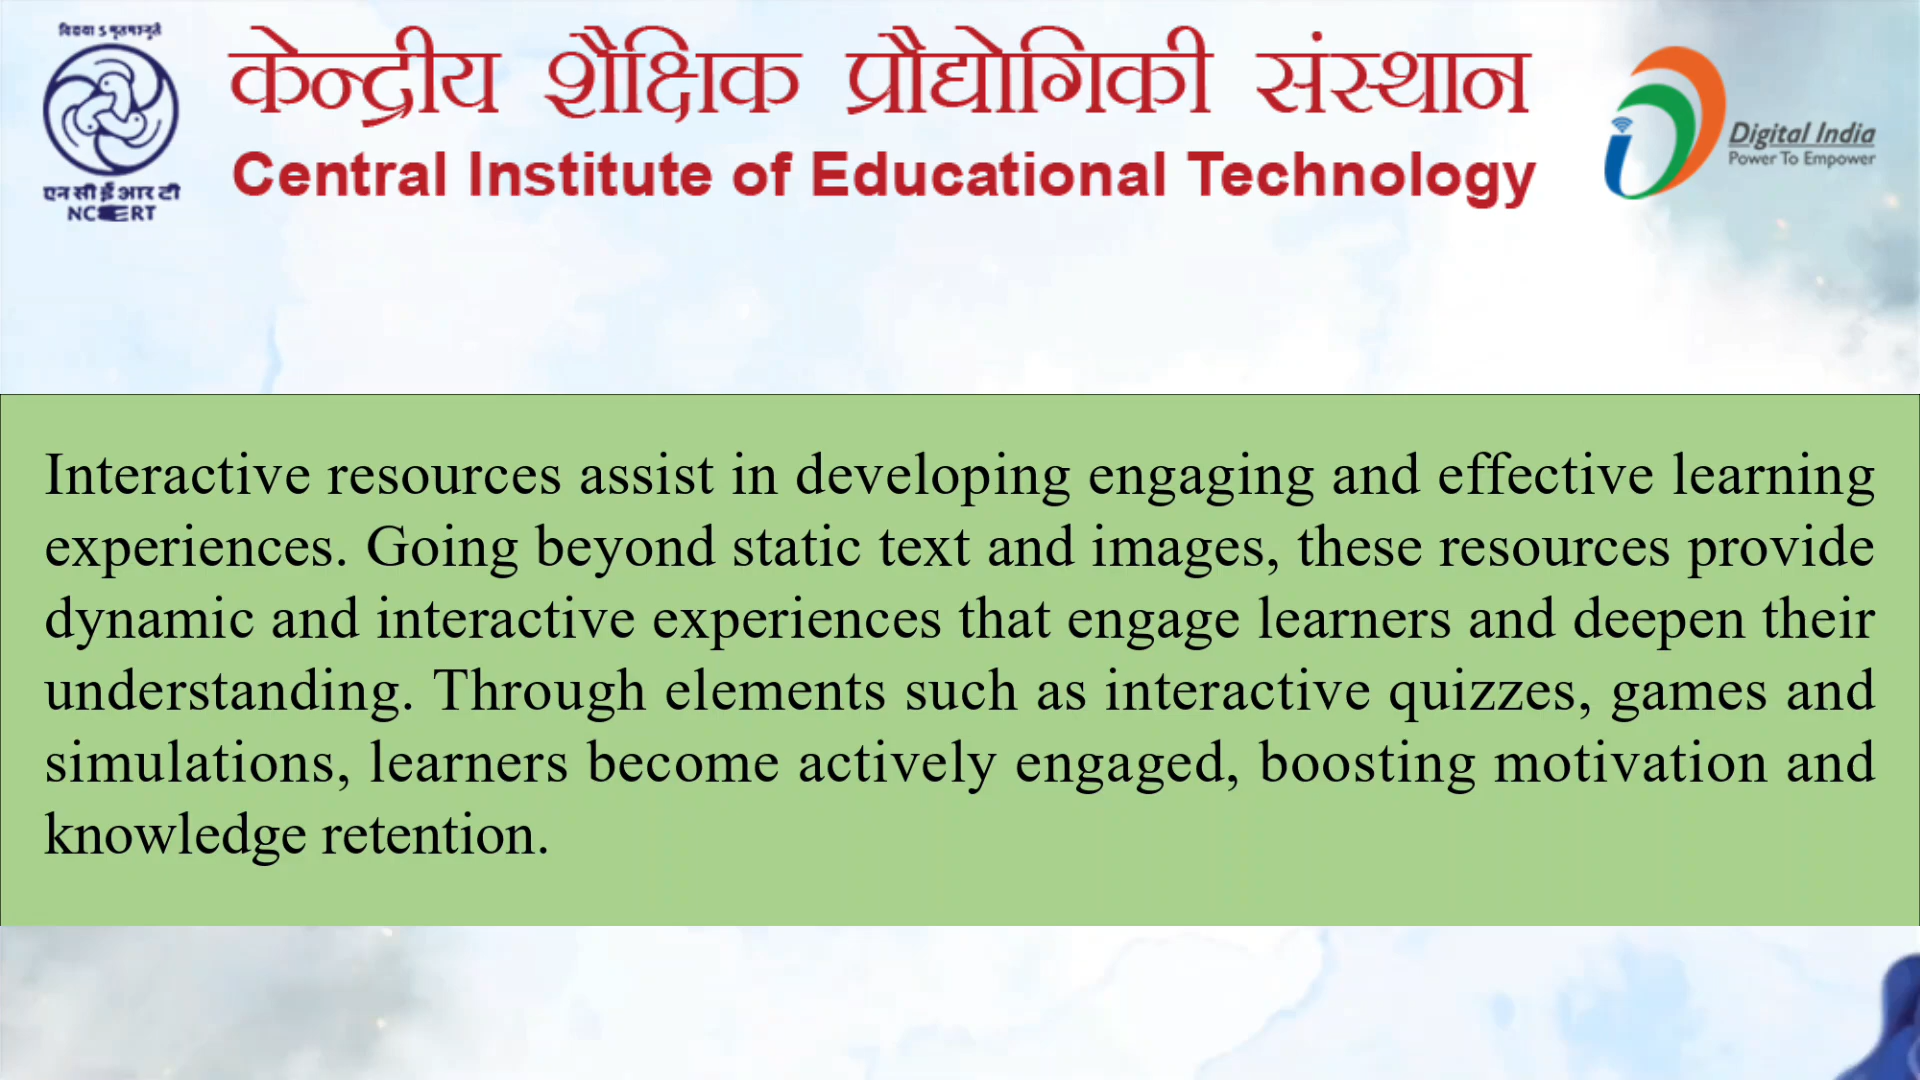 विद्यया ऽ मृतमश्नुते
केन्द्रीय शैक्षिक प्रौद्योगिकी संस्थान
Central Institute of Educational Technology
Digital India
Power To Empower
एन सी ई आर टी
NCERT
Interactive resources assist in developing engaging and effective learning
experiences. Going beyond static text and images, these resources provide
dynamic and interactive experiences that engage learners and deepen their
understanding. Through elements such as interactive quizzes, games and
simulations, learners become actively engaged, boosting motivation and
knowledge retention.